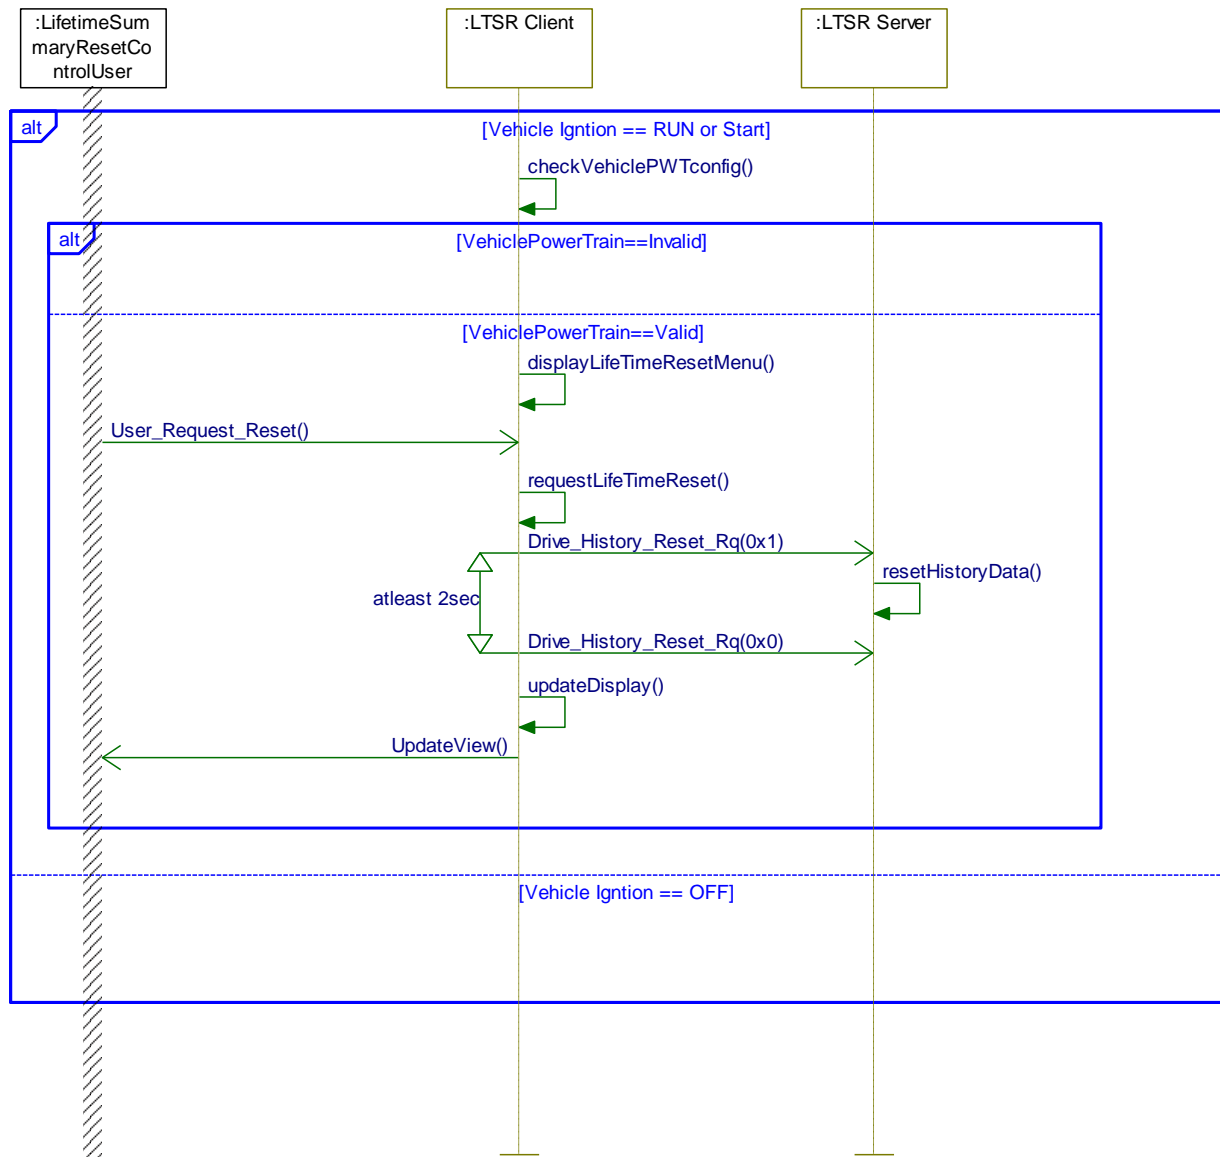 :LifetimeSum
maryResetCo
ntrolUser
:LTSR Client
:LTSR Server
alt
[Vehicle Igntion == RUN or Start]
checkVehiclePWTconfig()
alt
[VehiclePowerTrain==Invalid]
[VehiclePowerTrain==Valid]
displayLifeTimeResetMenu()
User_Request_Reset()
requestLifeTimeReset()
Drive_History_Reset_Rq(0x1)
resetHistoryData()
atleast 2sec
Drive_History_Reset_Rq(0x0)
updateDisplay()
UpdateView()
[Vehicle Igntion == OFF]